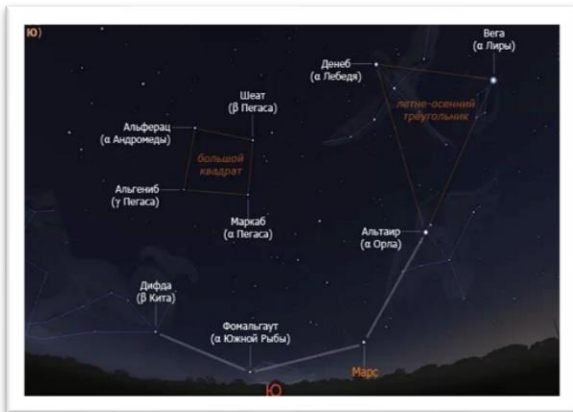 Ю)
Вега
(α Лиры)
Денеб
(α Лебедя)
летне-осенний
треугольник
Шеат
(β Пегаса)
Альферац
(α Андромеды)
большой
квадрат
Альгениб
(γ Пегаса)
Маркаб
(α Пегаса)
Альтаир
(α Орла)
Дифда
(β Кита)
Фомальгаут
(α Южной Рыбы)
Марс
Ю